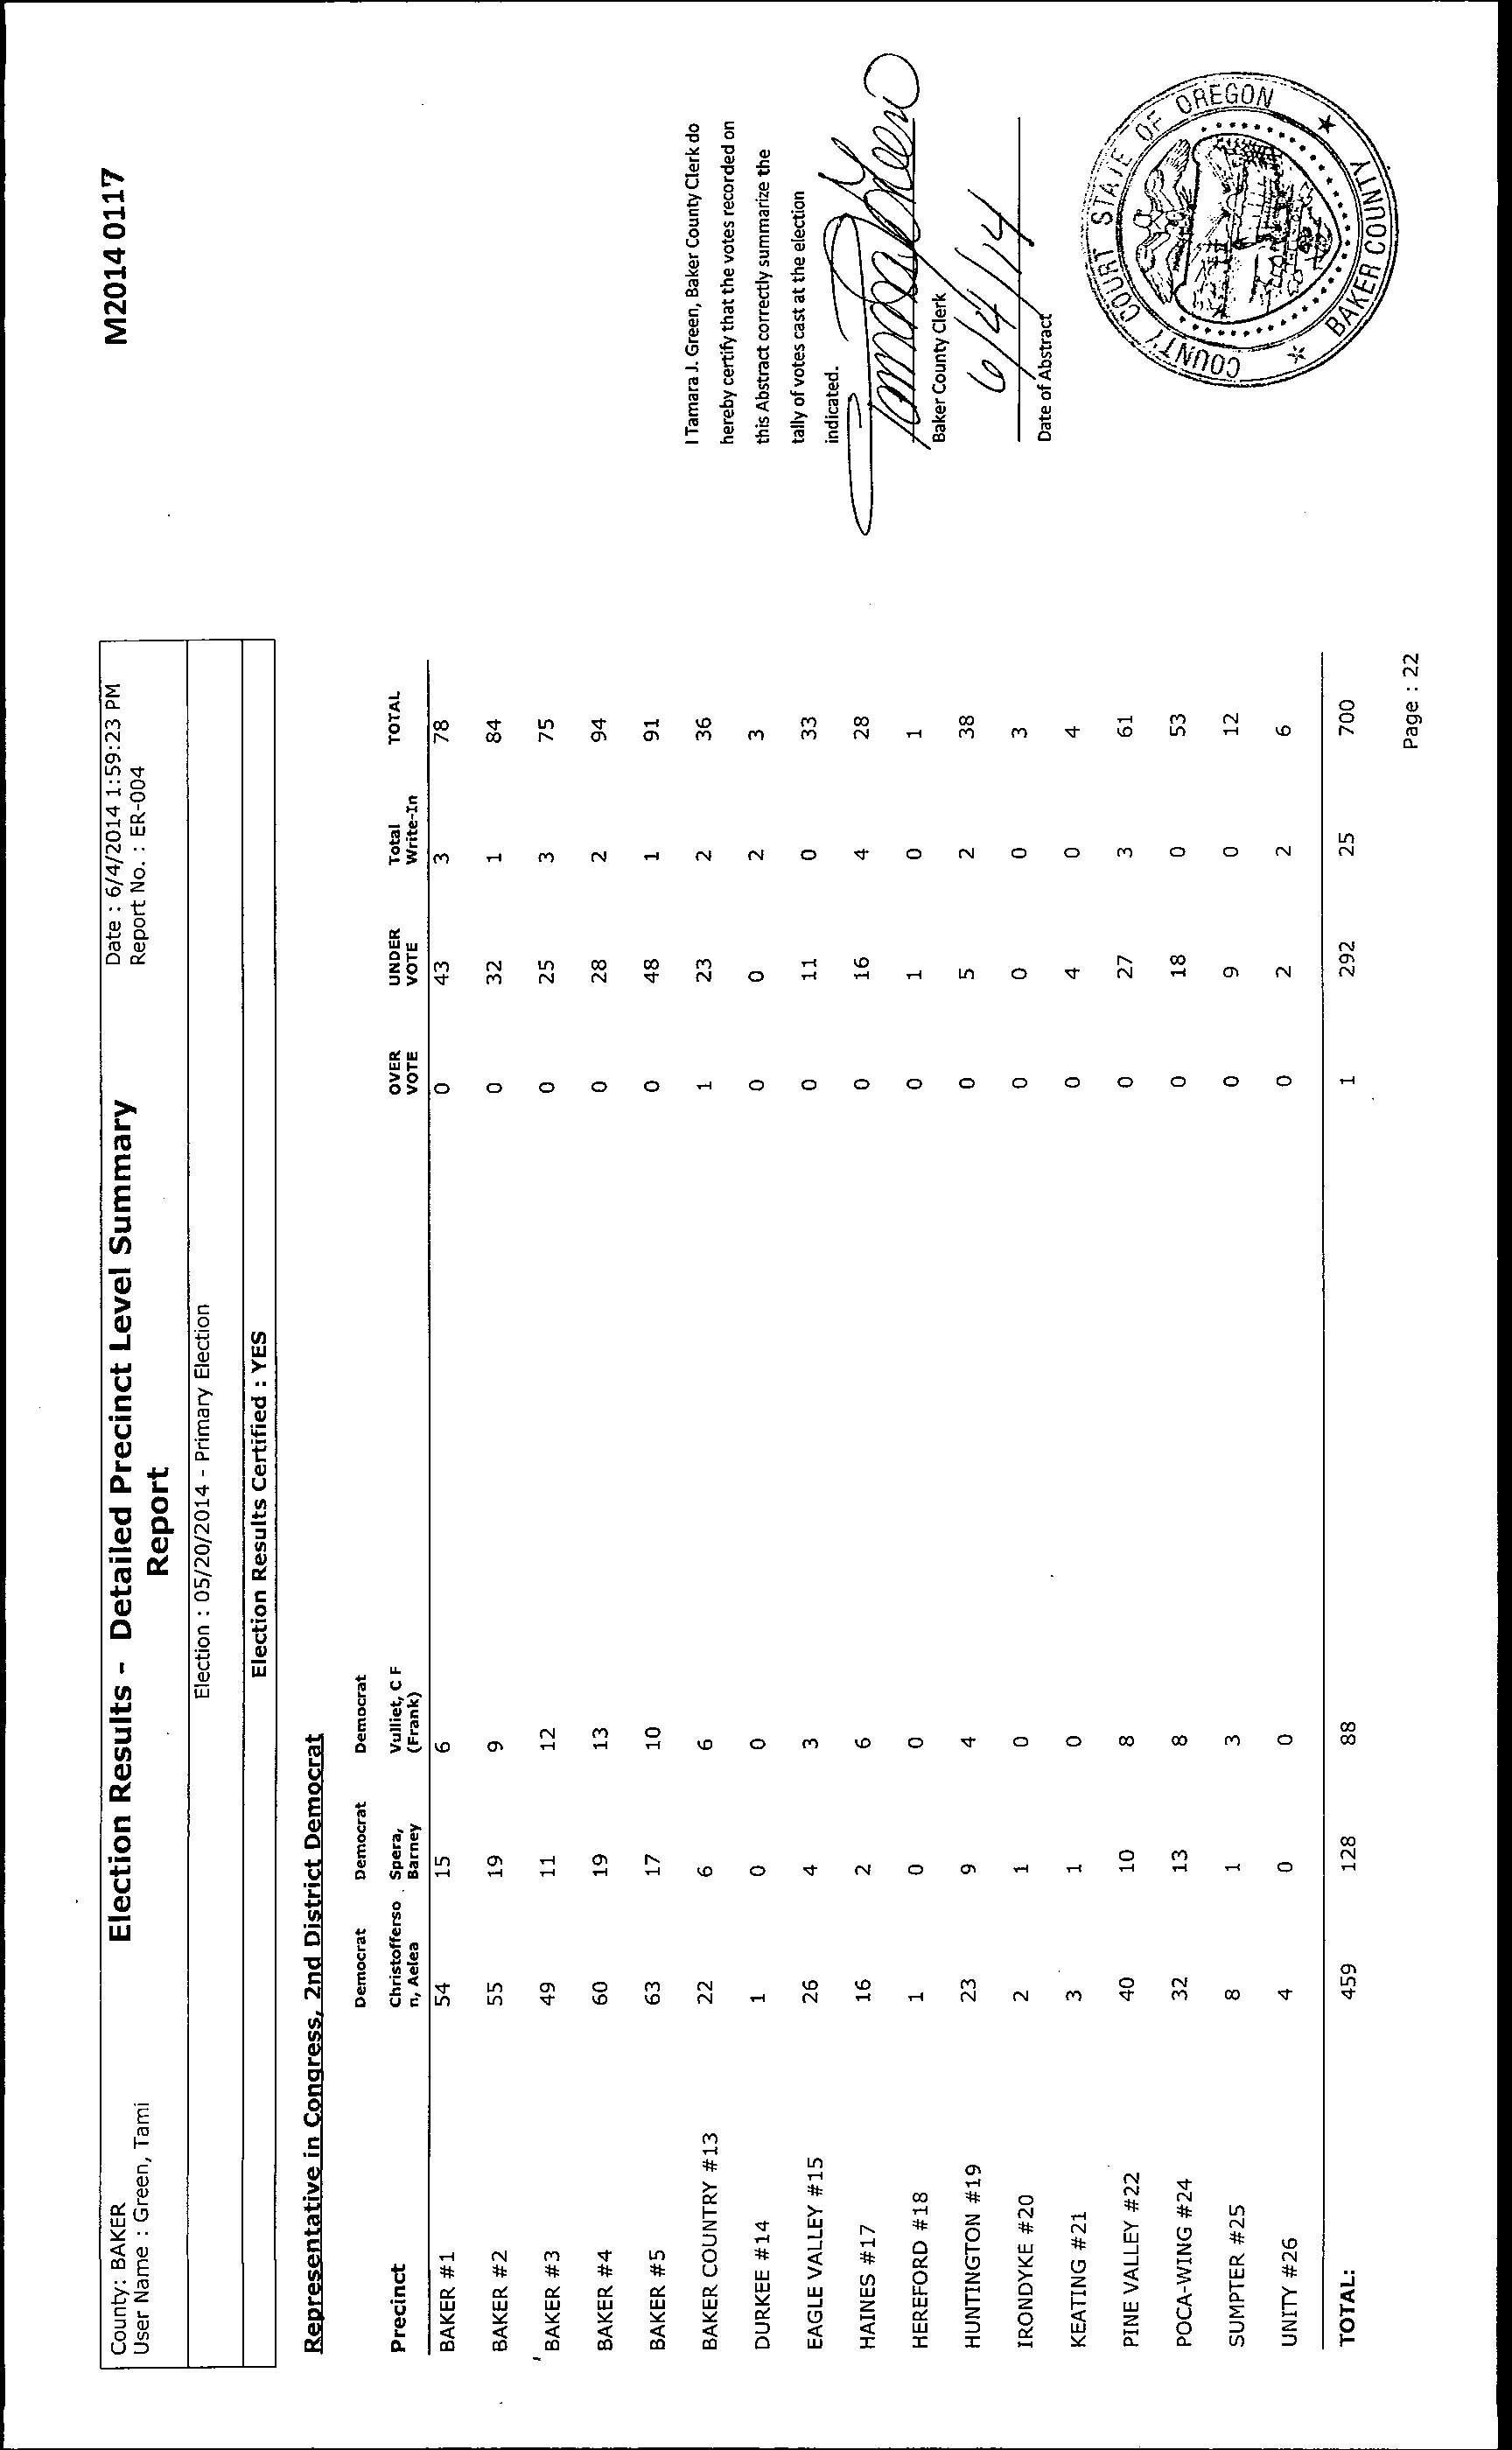 M2014 0117
County: BAKER Election Results - Detailed Precinct Level Summary Date : 6/4/2014 1:59:23 PM
User Name : Green, Tami Report Report No. : ER-004
Election : 05/20/2014 - Primary Election
Election Results Certified : YES
Representative in Congress, 2nd District Democrat
Democrat Democrat Democrat
Precinct Christofferso Spera, Vulliet, C F OVER UNDER Total TOTAL
n, Aelea Barney (Frank) VOTE VOTE Write-In
BAKER #1 54 15 6 0 43 3 78
BAKER #2 55 19 9 0 32 1 84
BAKER #3 49 11 12 0 25 3 75
BAKER #4 60 19 13 0 28 2 94
BAKER #5 63 17 10 0 48 1 91
BAKER COUNTRY #13 22 6 6 1 23 2 36
DURKEE #14 1 0 0 0 0 2 3
EAGLE VALLEY #15 26 4 3 0 11 0 33
HAINES #17 16 2 6 0 16 4 28
HEREFORD #18 1 0 0 0 1 0 1
HUNTINGTON #19 23 9 4 0 5 2 38
IRONDYKE #20 2 1 0 0 0 0 3
KEATING #21 3 1 0 0 4 0 4
PINE VALLEY #22 40 10 8 0 27 3 61
POCA-WING #24 32 13 8 0 18 0 53
SUMPTER #25 8 1 3 0 9 0 12
UNITY #26 4 0 0 0 2 2 6
TOTAL: 459 128 88 1 292 25 700
Page : 22
I Tamara J. Green, Baker County Clerk do
hereby certify that the votes recorded on
this Abstract correctly summarize the
tally of votes cast at the election
indicated.
Tamara J Green
Baker County Clerk
6/4/14
Date of Abstract
COUNTY COURT STATE OF OREGON
BAKER COUNTY